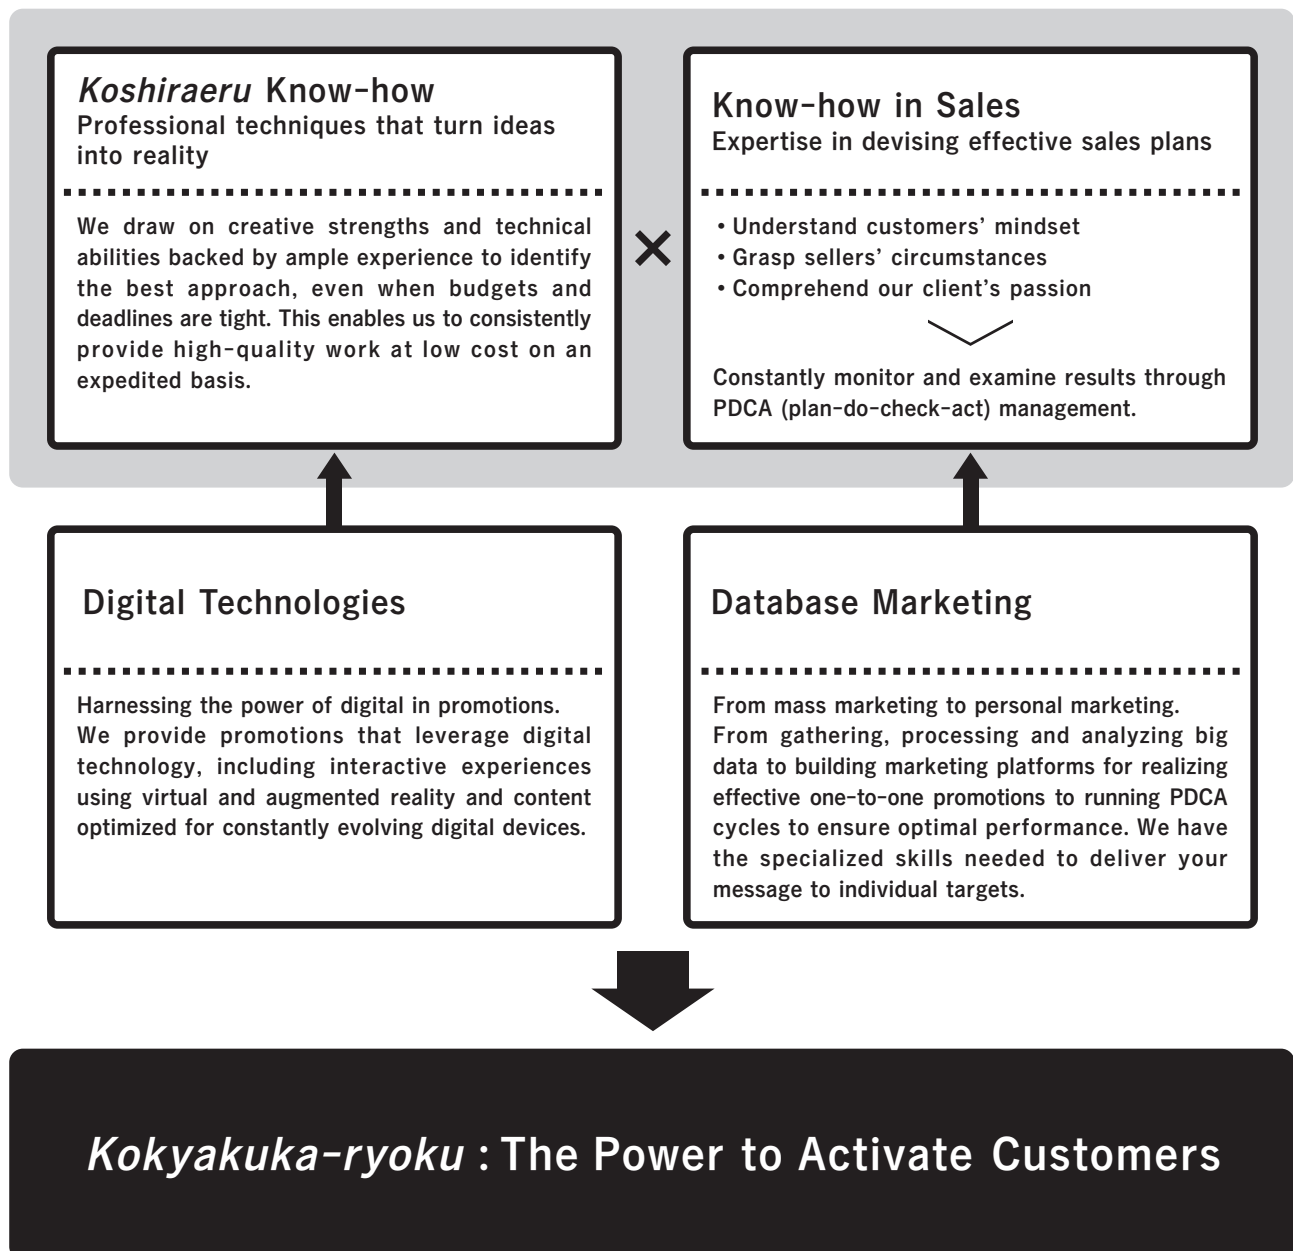 Koshiraeru Know-how
Professional techniques that turn ideas
into reality
We draw on creative strengths and technical
abilities backed by ample experience to identify
the best approach, even when budgets and
deadlines are tight. This enables us to consistently
provide high-quality work at low cost on an
expedited basis.
×
Know-how in Sales
Expertise in devising effective sales plans
• Understand customers’ mindset
• Grasp sellers’ circumstances
• Comprehend our client’s passion
Constantly monitor and examine results through
PDCA (plan-do-check-act) management.
Digital Technologies
Harnessing the power of digital in promotions.
We provide promotions that leverage digital
technology, including interactive experiences
using virtual and augmented reality and content
optimized for constantly evolving digital devices.
Database Marketing
From mass marketing to personal marketing.
From gathering, processing and analyzing big
data to building marketing platforms for realizing
effective one-to-one promotions to running PDCA
cycles to ensure optimal performance. We have
the specialized skills needed to deliver your
message to individual targets.
Kokyakuka-ryoku : The Power to Activate Customers